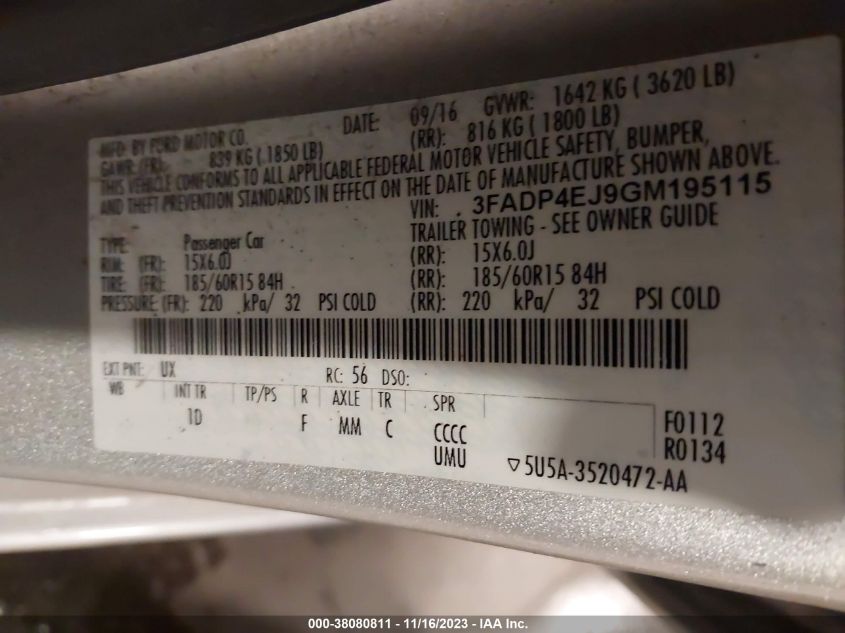 MFD. BY FORD MOTOR CO. DATE: 09/16 GVWR: 1642 KG ( 3620 LB)
GAWR: (FR): 839 KG ( 1850 LB) (RR): 816 KG ( 1800 LB)
THIS VEHICLE CONFORMS TO ALL APPLICABLE FEDERAL MOTOR VEHICLE SAFETY, BUMPER,
AND THEFT PREVENTION STANDARDS IN EFFECT ON THE DATE OF MANUFACTURE SHOWN ABOVE.
VIN: 3FADP4EJ9GM195115
TYPE: Passenger Car TRAILER TOWING - SEE OWNER GUIDE
RIM: (FR): 15X6.0J (RR): 15X6.0J
TIRE: (FR): 185/60R15 84H (RR): 185/60R15 84H
PRESSURE: (FR): 220 kPa/ 32 PSI COLD (RR): 220 kPa/ 32 PSI COLD
EXT PNT: UX RC: 56 DSO:
WB INT TR TP/PS R AXLE TR SPR
1D F MM C CCCC F0112
UMU R0134
▽5U5A-3520472-AA
000-38080811 - 11/16/2023 - IAA Inc.